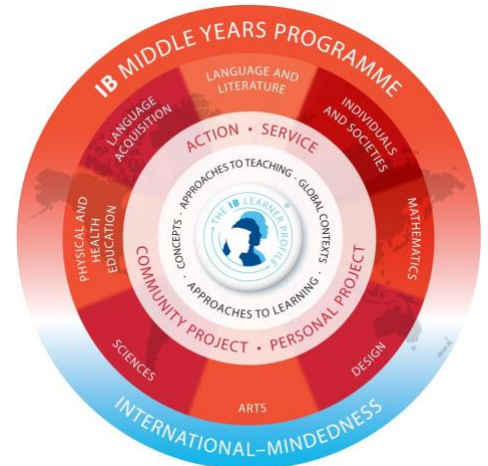 IB MIDDLE YEARS PROGRAMME
LANGUAGE AND
LITERATURE
LANGUAGE
ACQUISITION
INDIVIDUALS
AND SOCIETIES
PHYSICAL AND
HEALTH
EDUCATION
MATHEMATICS
SCIENCES
ARTS
DESIGN
ACTION • SERVICE
COMMUNITY PROJECT • PERSONAL PROJECT
APPROACHES TO TEACHING · GLOBAL CONTEXTS ·
· CONCEPTS ·
APPROACHES TO LEARNING
THE IB LEARNER PROFILE
®
INTERNATIONAL–MINDEDNESS